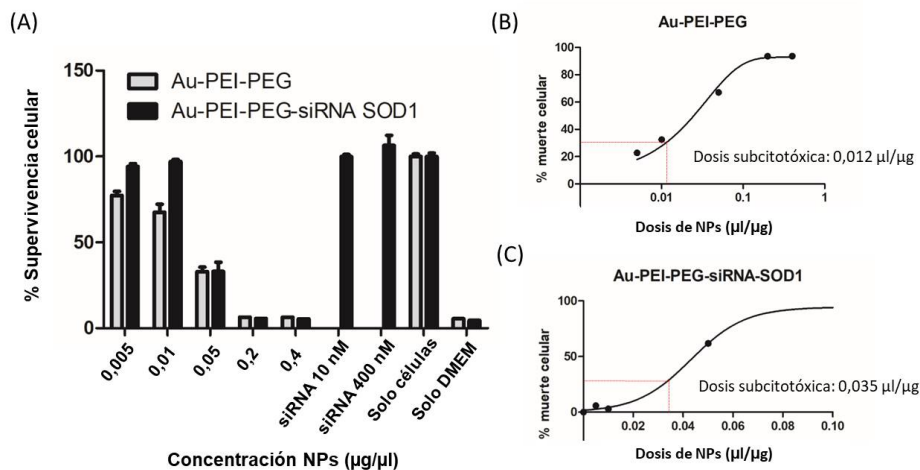 (A)
150
100
50
0
% Supervivencia celular
Au-PEI-PEG
Au-PEI-PEG-siRNA SOD1
0,005
0,01
0,05
0,2
0,4
siRNA 10 nM
siRNA 400 nM
Solo células
Solo DMEM
Concentración NPs (µg/µl)
(B)
Au-PEI-PEG
100
80
60
40
20
0
% muerte celular
Dosis subcitotóxica: 0,012 µl/µg
0.01
0.1
1
Dosis de NPs (µl/µg)
(C)
Au-PEI-PEG-siRNA-SOD1
100
50
0
% muerte celular
Dosis subcitotóxica: 0,035 µl/µg
0.02
0.04
0.06
0.08
0.10
Dosis de NPs (µl/µg)